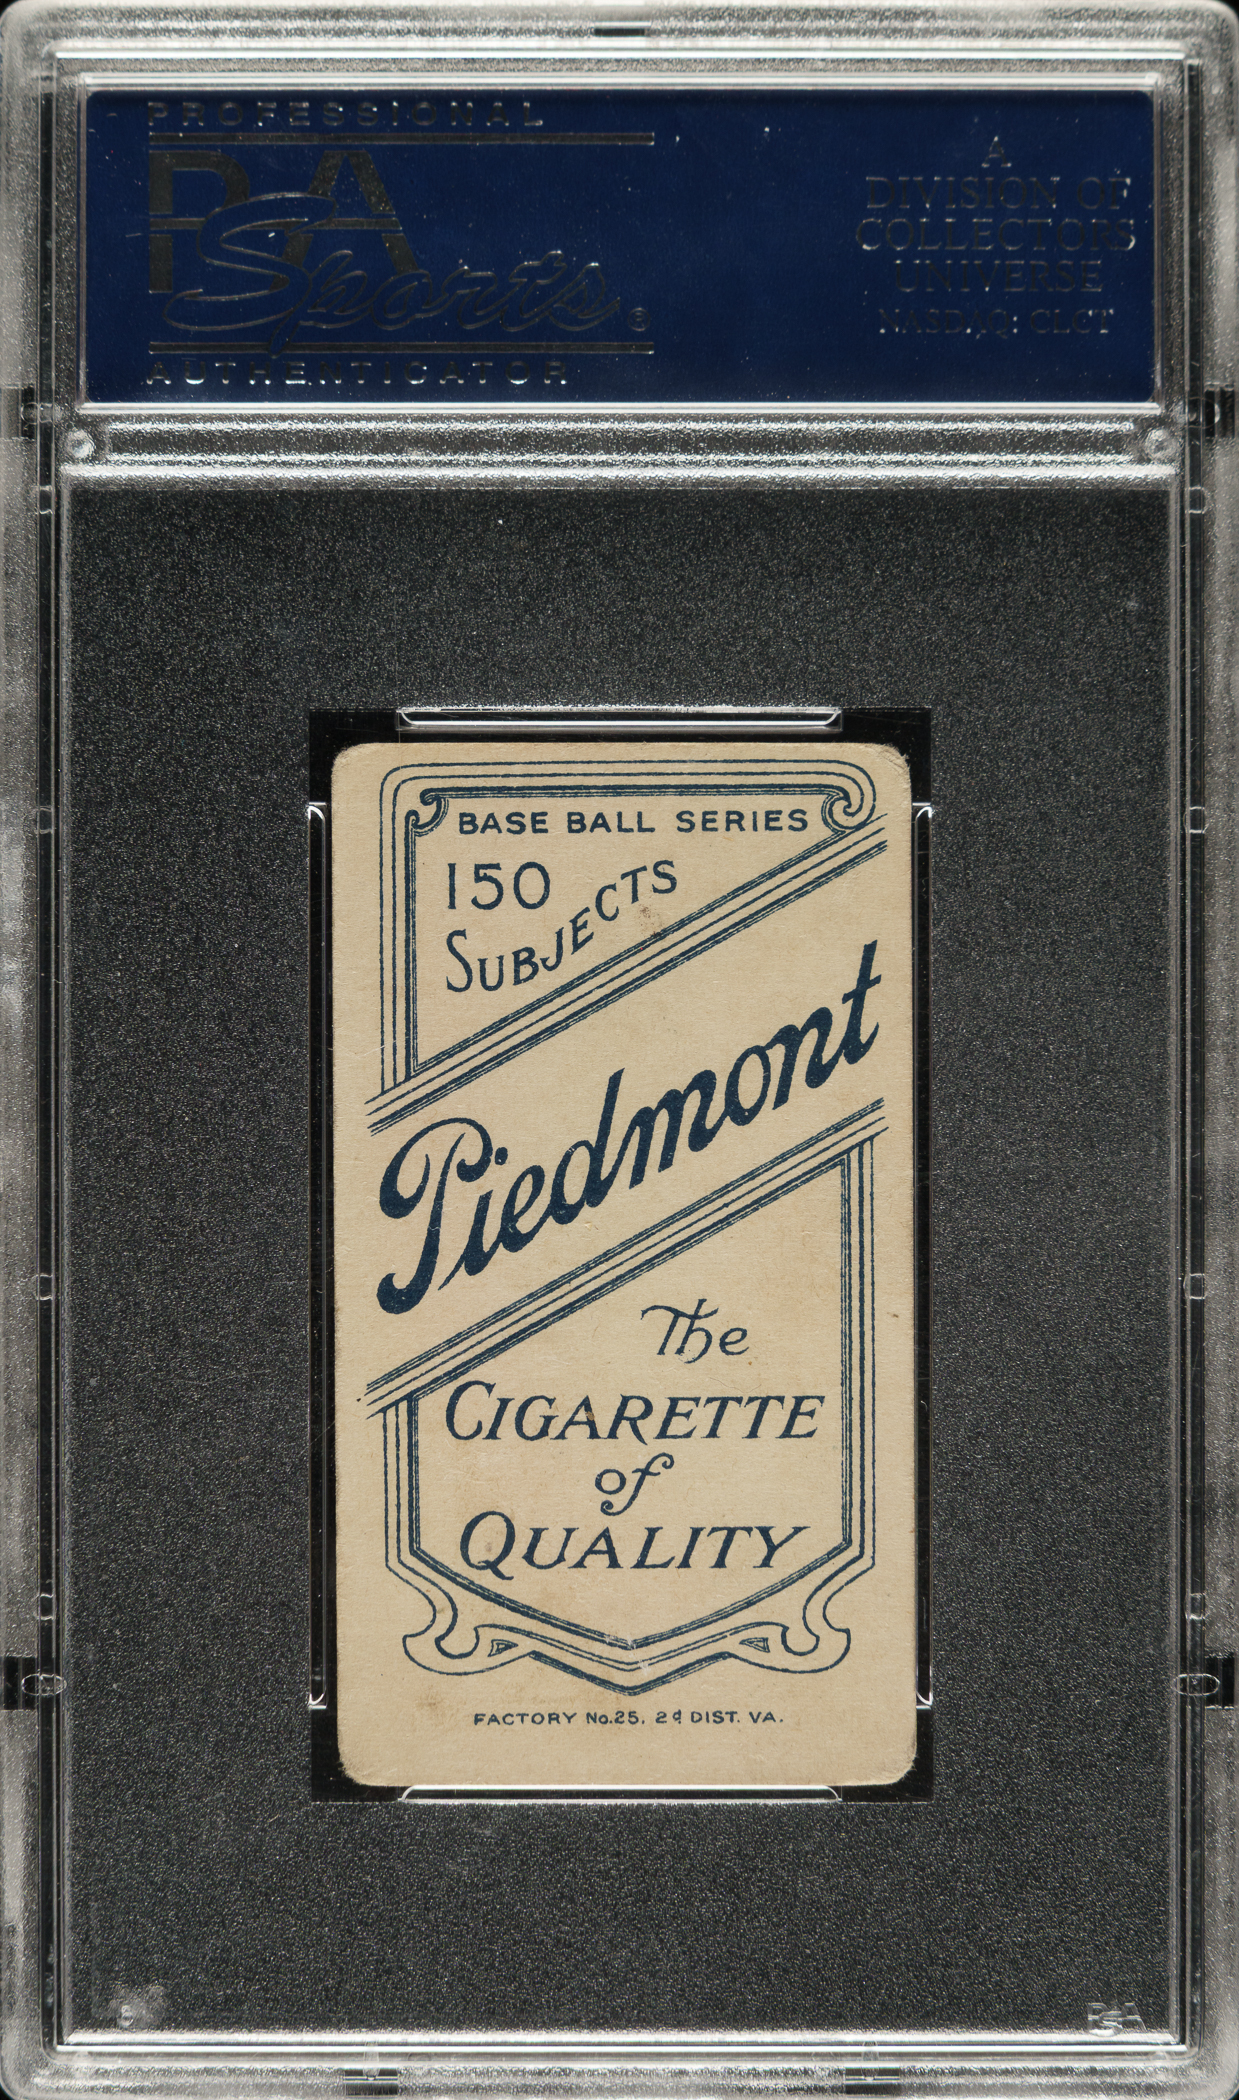 PROFESSIONAL
PSA
Sports®
AUTHENTICATOR
A
DIVISION OF
COLLECTORS
UNIVERSE
NASDAQ: CLCT
BASE BALL SERIES
150
SUBJECTS
Piedmont
The
CIGARETTE
of
QUALITY
FACTORY No.25. 2d DIST. VA.
PSA